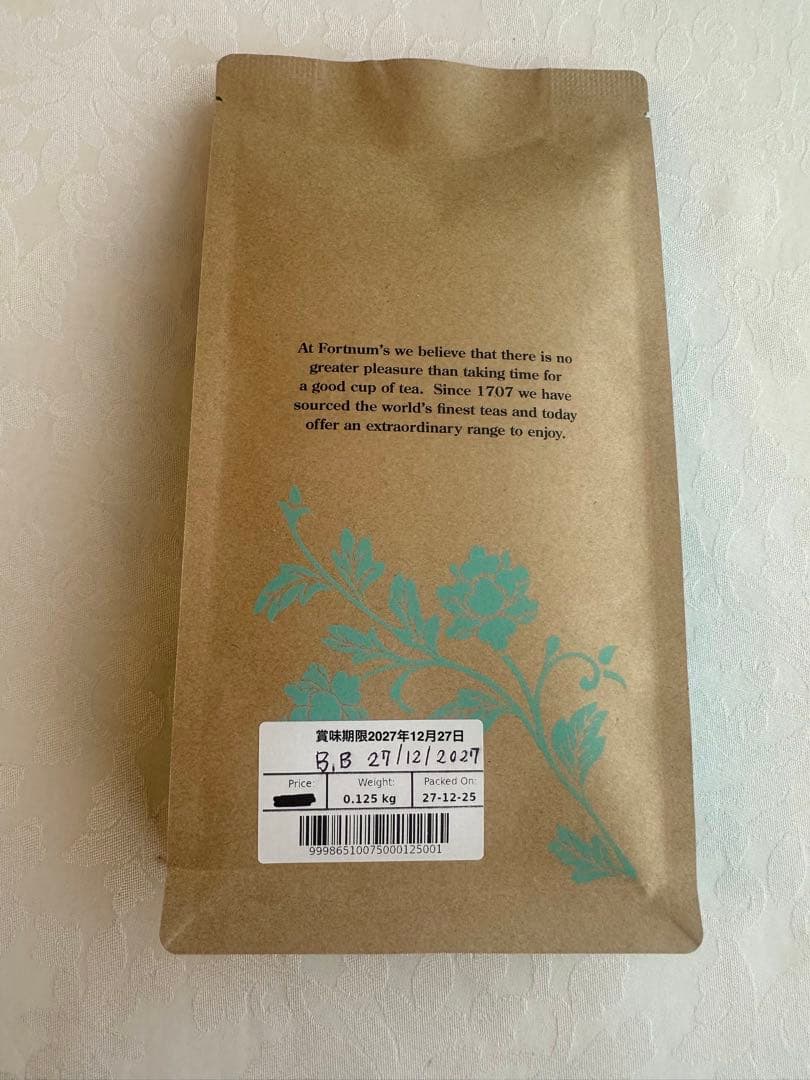 At Fortnum's we believe that there is no
greater pleasure than taking time for
a good cup of tea. Since 1707 we have
sourced the world's finest teas and today
offer an extraordinary range to enjoy.
賞味期限2027年12月27日
B.B 27/12/2027
Price: Weight: Packed On:
0.125 kg 27-12-25
99986510075000125001